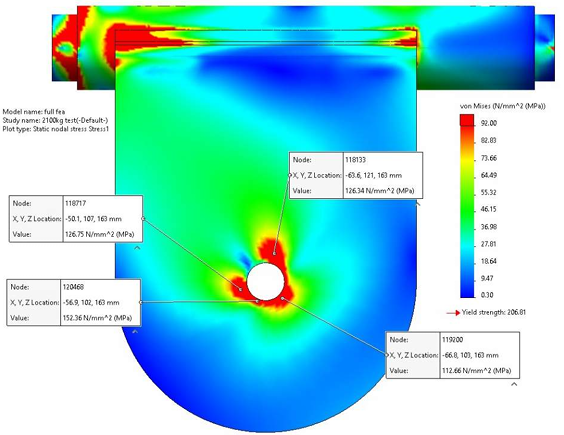 Model name: full fea
Study name: 2100kg test(-Default-)
Plot type: Static nodal stress Stress1
von Mises (N/mm^2 (MPa))
92.00
82.83
73.66
64.49
55.32
46.15
36.98
27.81
18.64
9.47
0.30
Yield strength: 206.81
Node: 118133
X, Y, Z Location: -63.6, 121, 163 mm
Value: 126.34 N/mm^2 (MPa)
Node: 118717
X, Y, Z Location: -50.1, 107, 163 mm
Value: 126.75 N/mm^2 (MPa)
Node: 120468
X, Y, Z Location: -56.9, 102, 163 mm
Value: 152.36 N/mm^2 (MPa)
Node: 119200
X, Y, Z Location: -66.8, 103, 163 mm
Value: 112.66 N/mm^2 (MPa)